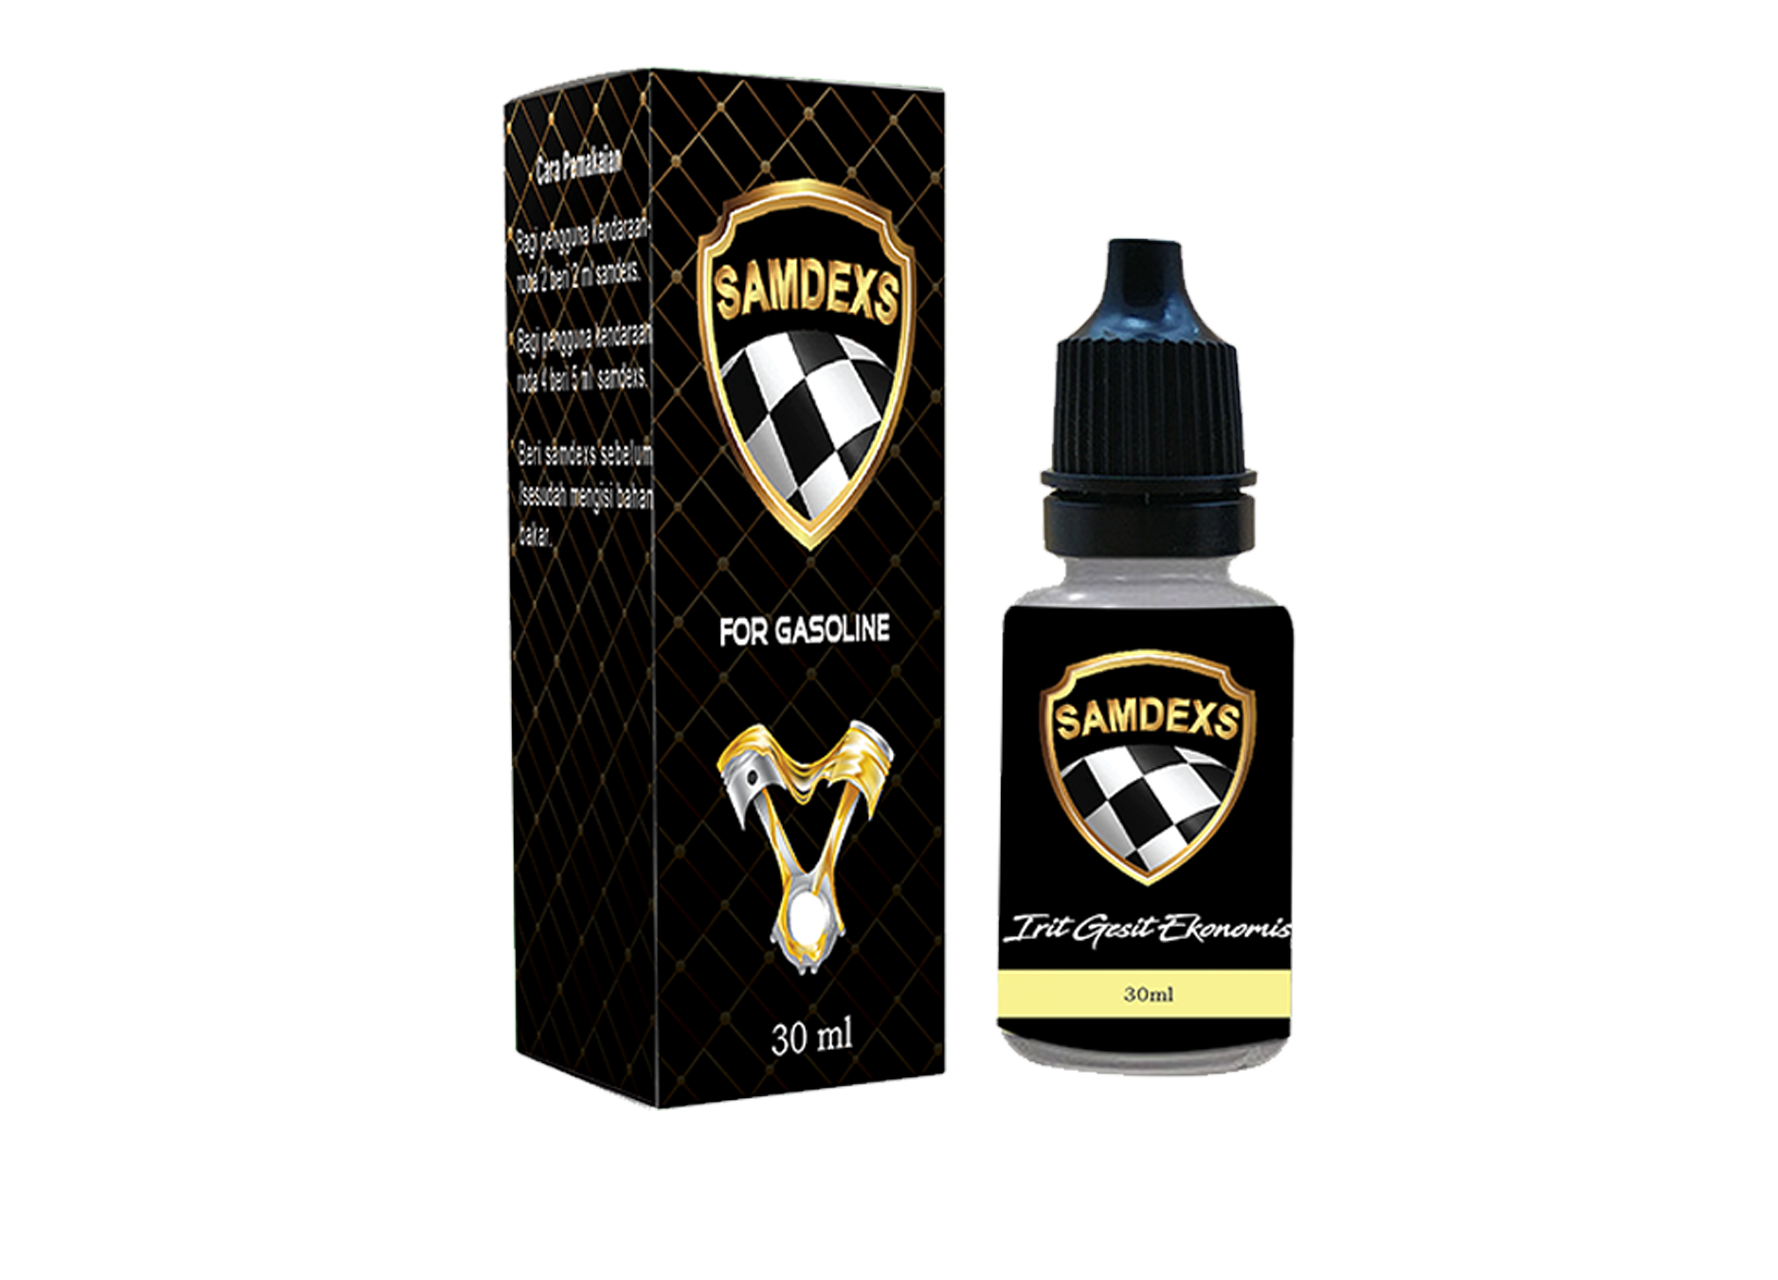 Cara Pemakaian
Bagi pengguna Kendaraan
roda 2 beri 2 ml samdexs.
Bagi pengguna kendaraan
roda 4 beri 5 ml samdexs.
Beri samdexs sebelum
/sesudah mengisi bahan
bakar.
SAMDEXS
FOR GASOLINE
30 ml
SAMDEXS
Irit Gesit Ekonomis
30ml